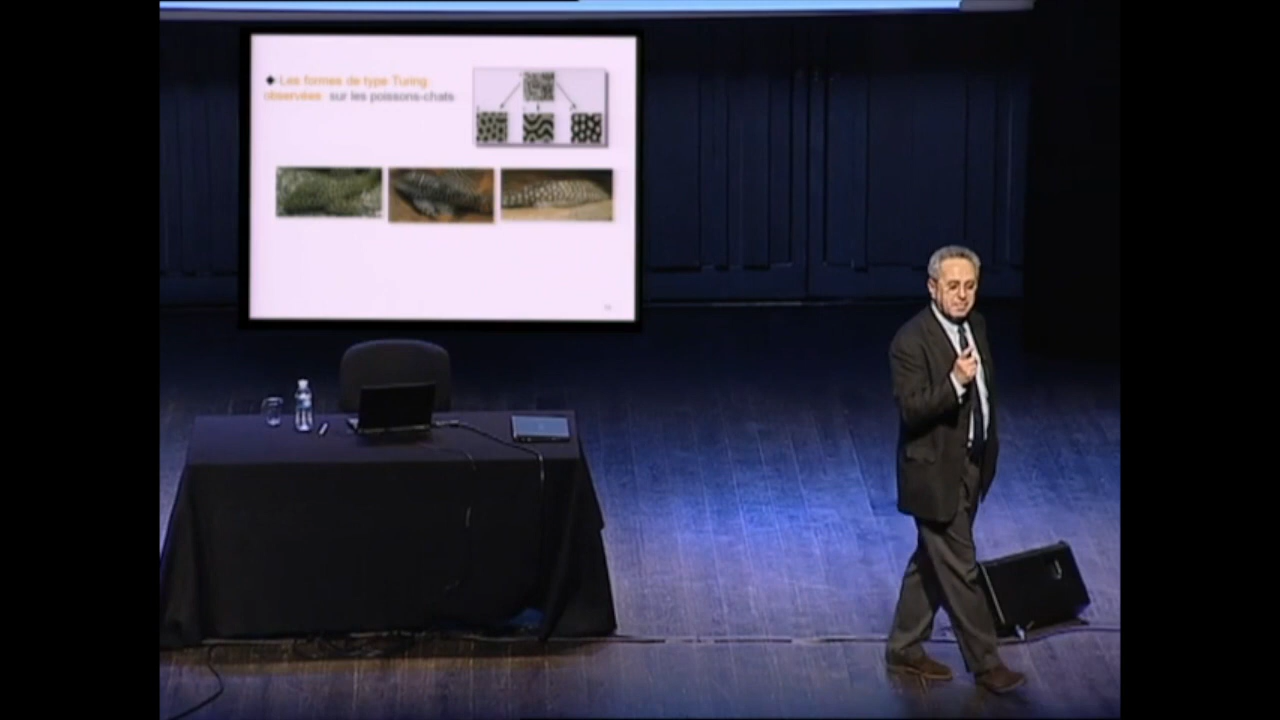 Les formes de type Turing
observées sur les poissons-chats